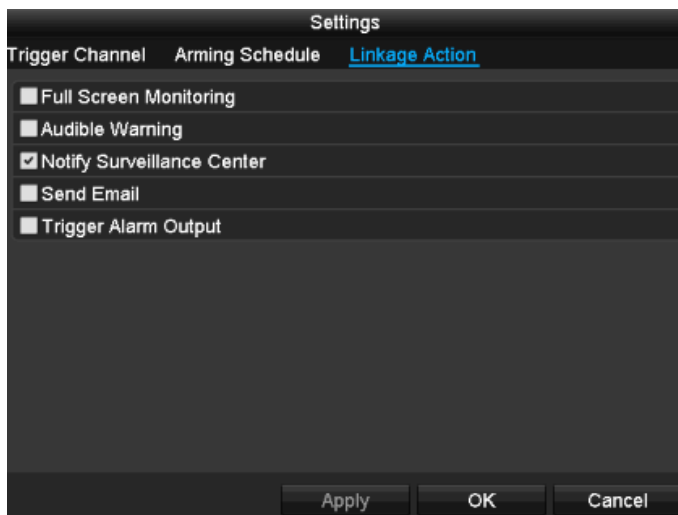 Settings
Trigger Channel Arming Schedule Linkage Action
Full Screen Monitoring
Audible Warning
Notify Surveillance Center
Send Email
Trigger Alarm Output
Apply OK Cancel